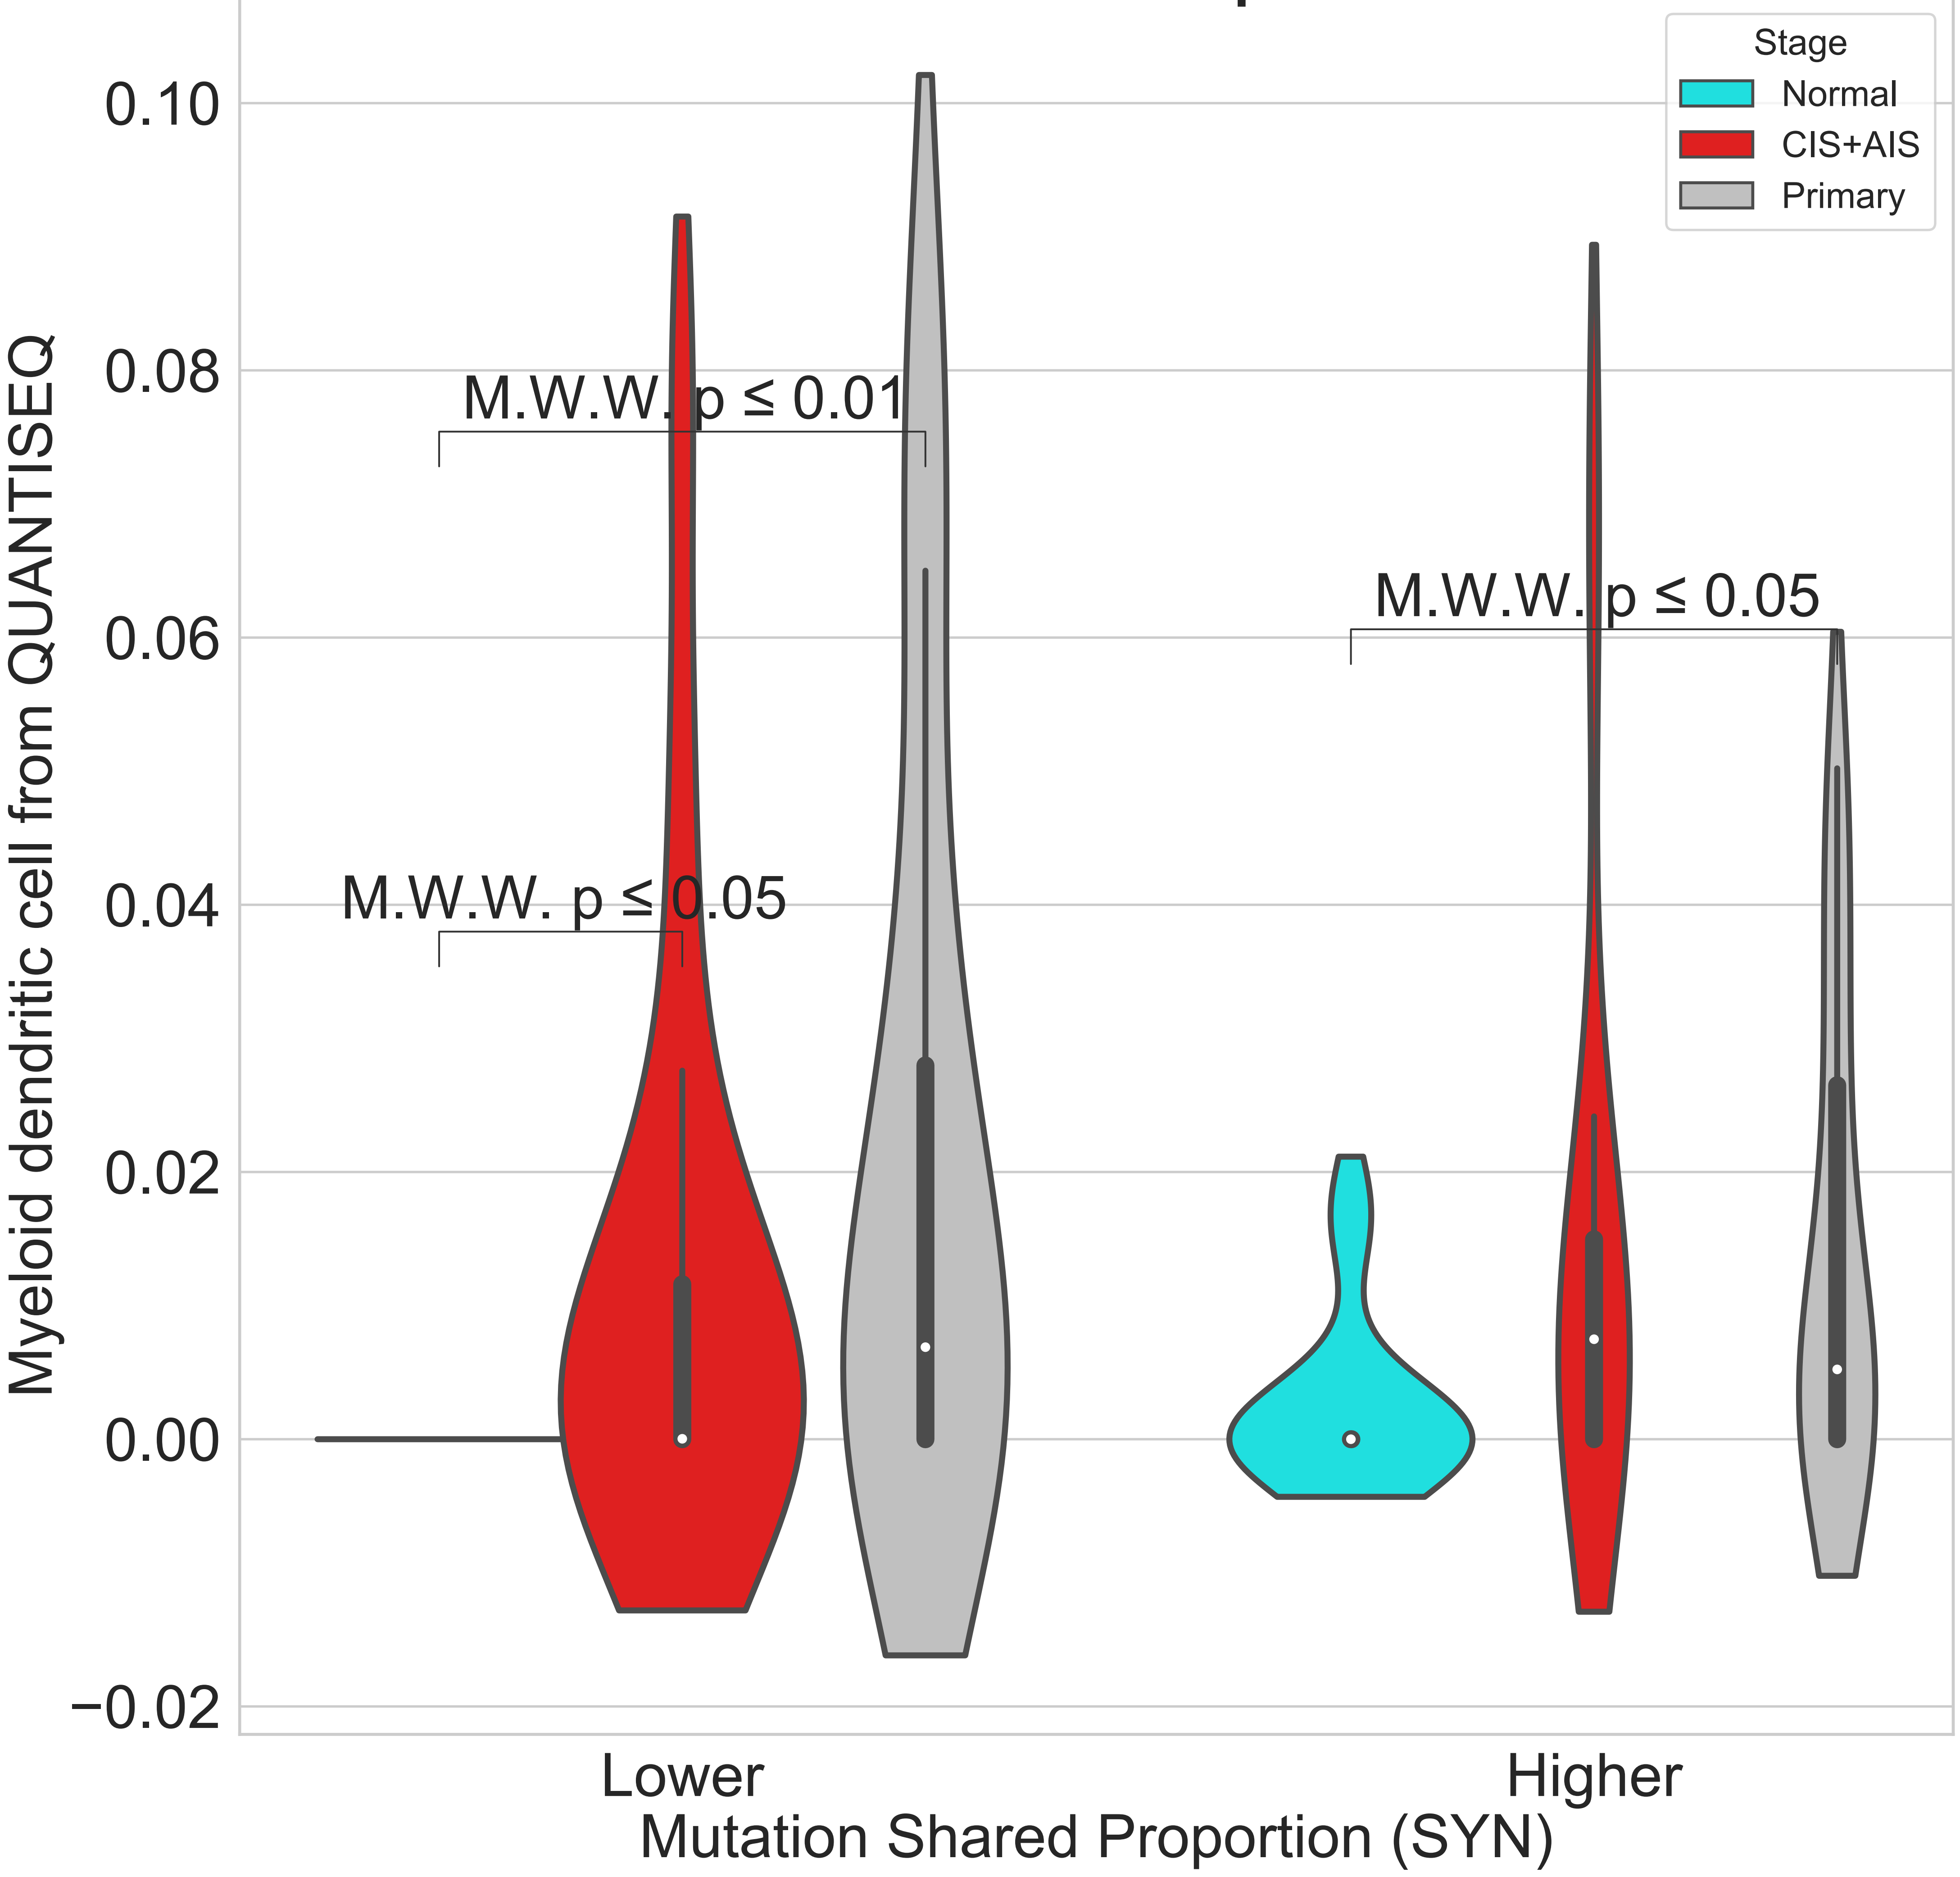 Stage
Normal
CIS+AIS
Primary
Myeloid dendritic cell from QUANTISEQ
0.10
0.08
0.06
0.04
0.02
0.00
−0.02
M.W.W. p ≤ 0.01
M.W.W. p ≤ 0.05
M.W.W. p ≤ 0.05
Lower
Higher
Mutation Shared Proportion (SYN)